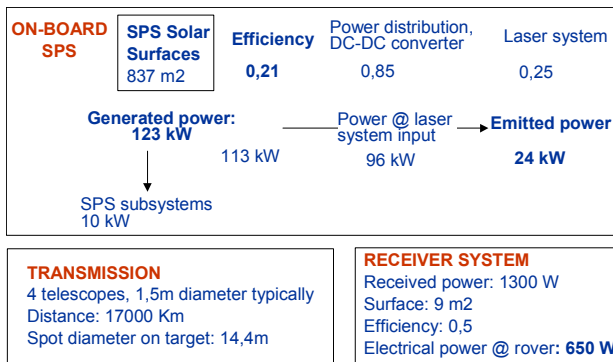 ON-BOARD
SPS
SPS Solar
Surfaces
837 m2
Efficiency
0,21
Power distribution,
DC-DC converter
0,85
Laser system
0,25
Generated power:
123 kW
113 kW
Power @ laser
system input
96 kW
Emitted power
24 kW
SPS subsystems
10 kW
TRANSMISSION
4 telescopes, 1,5m diameter typically
Distance: 17000 Km
Spot diameter on target: 14,4m
RECEIVER SYSTEM
Received power: 1300 W
Surface: 9 m2
Efficiency: 0,5
Electrical power @ rover: 650 W